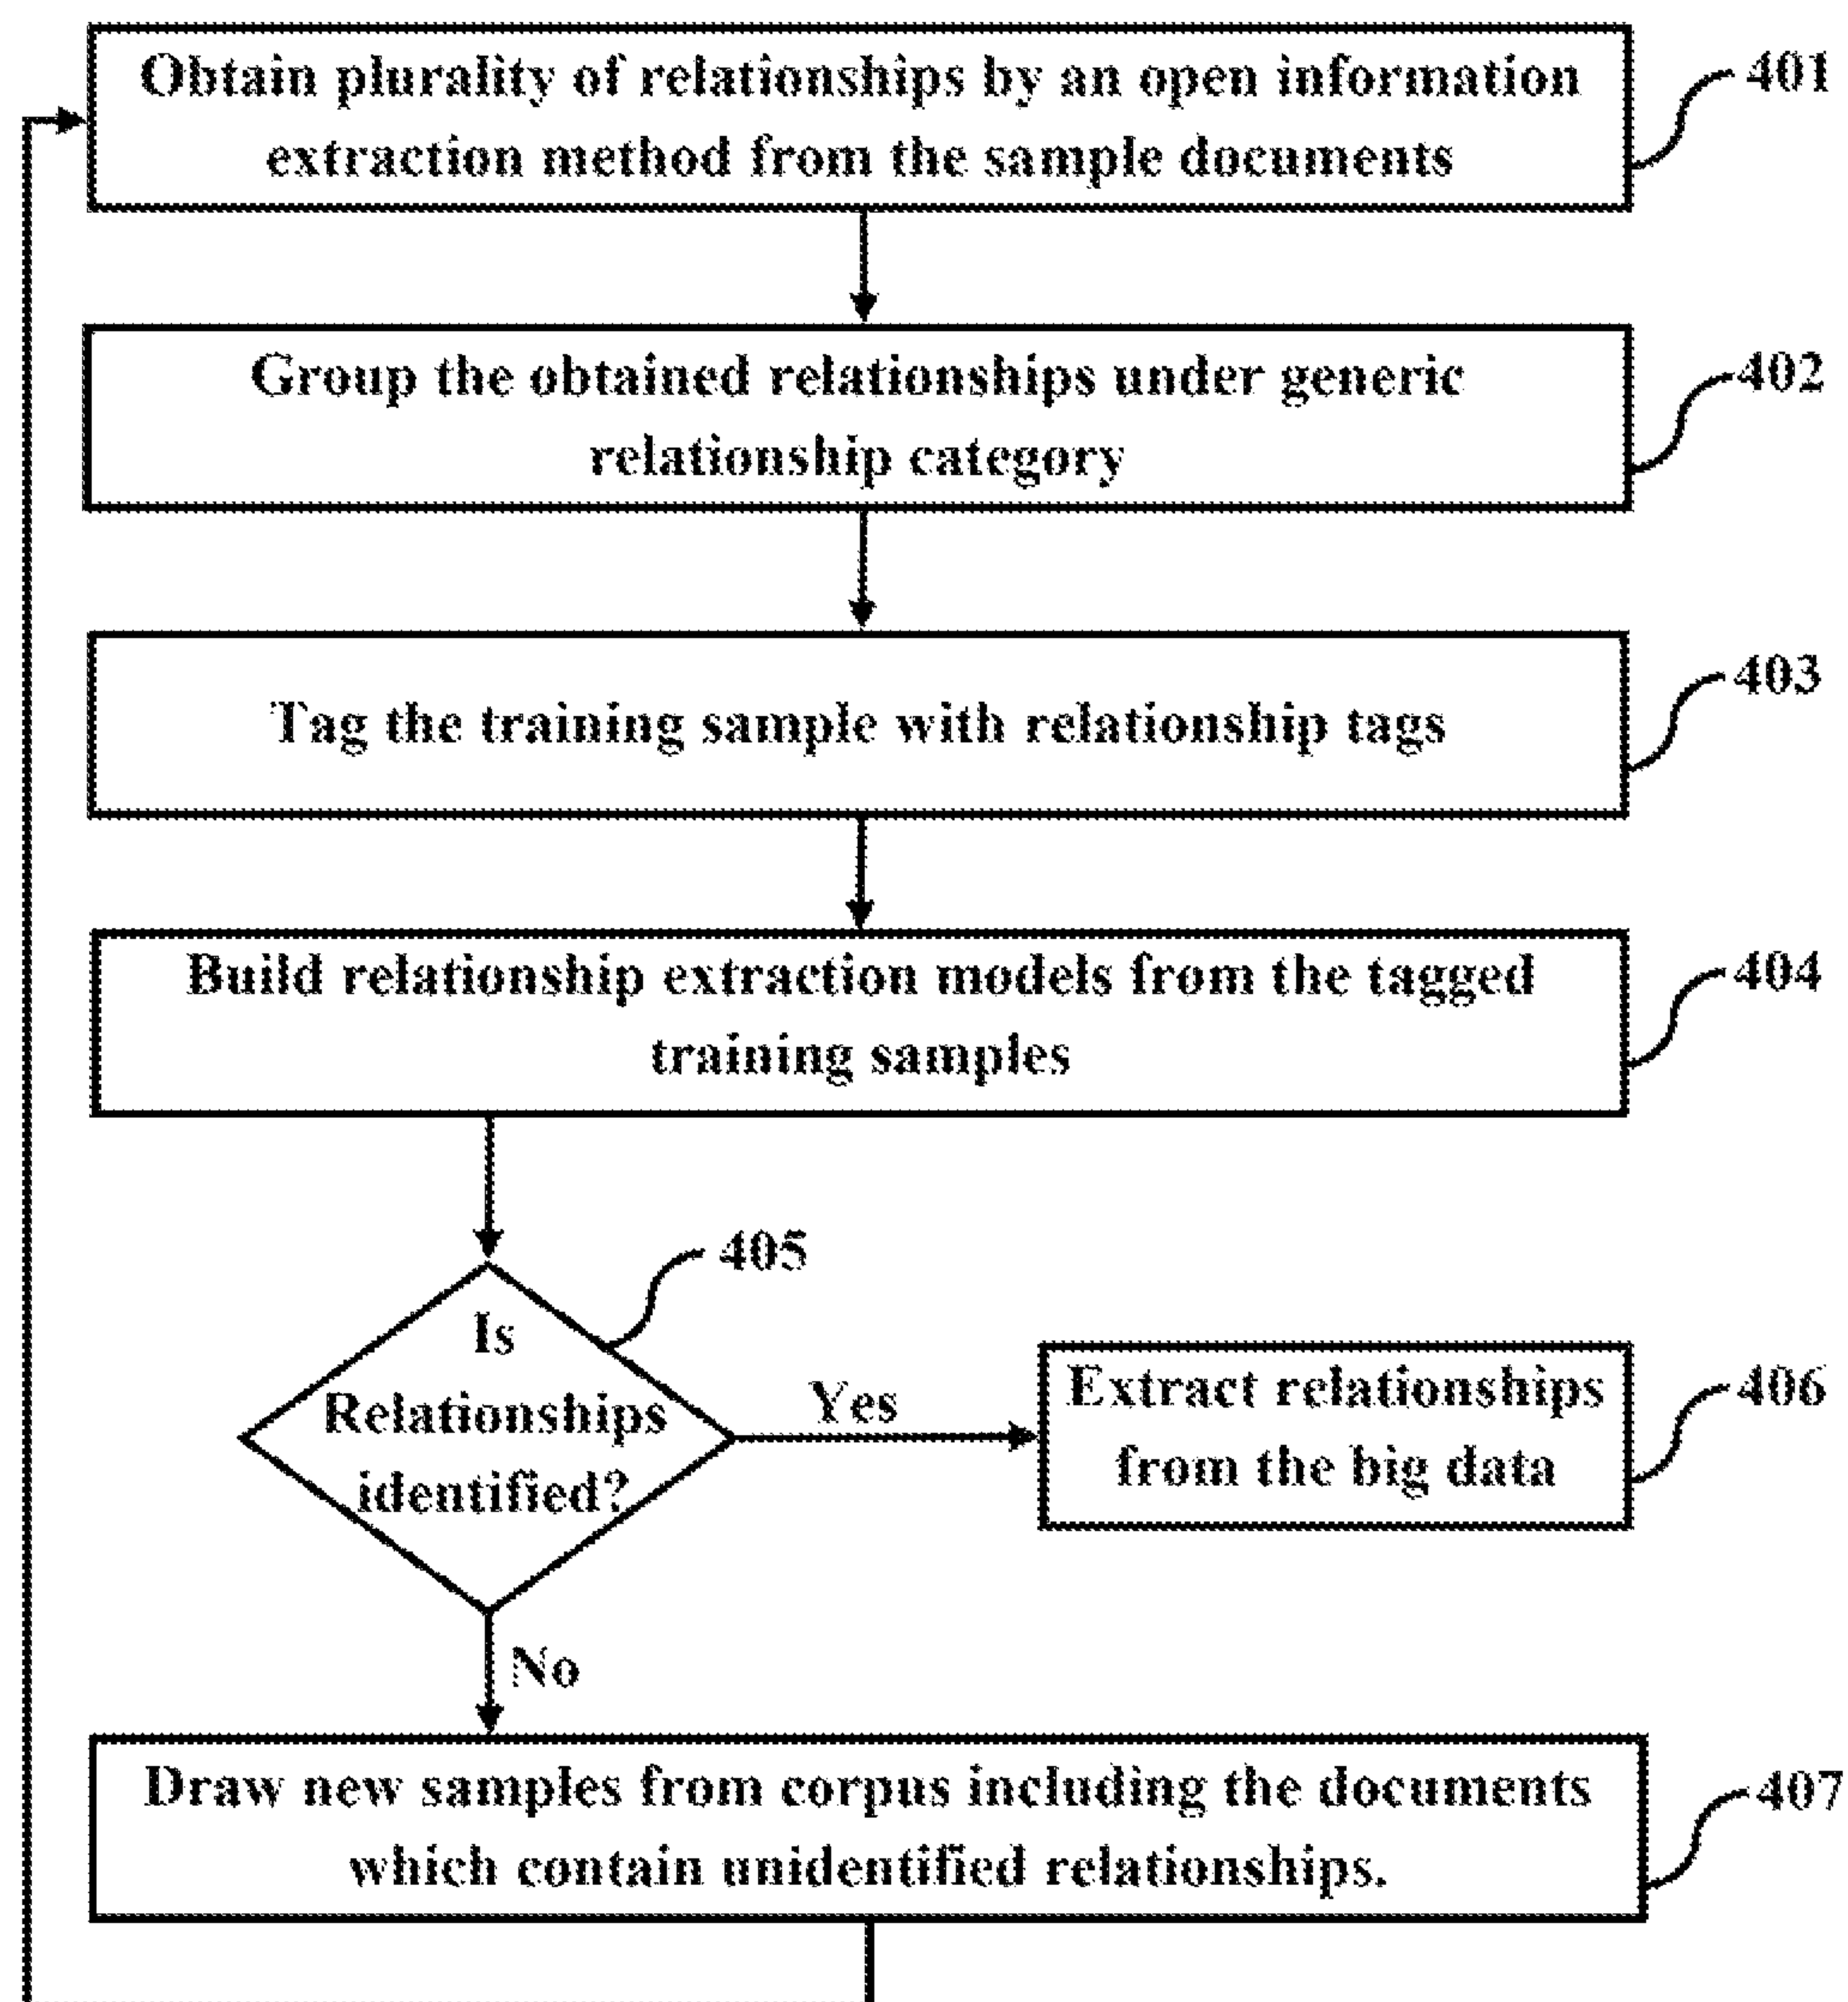 Obtain plurality of relationships by an open information
extraction method from the sample documents
401
Group the obtained relationships under generic
relationship category
402
Tag the training sample with relationship tags
403
Build relationship extraction models from the tagged
training samples
404
405
Is
Relationships
identified?
Yes
Extract relationships
from the big data
406
No
Draw new samples from corpus including the documents
which contain unidentified relationships.
407